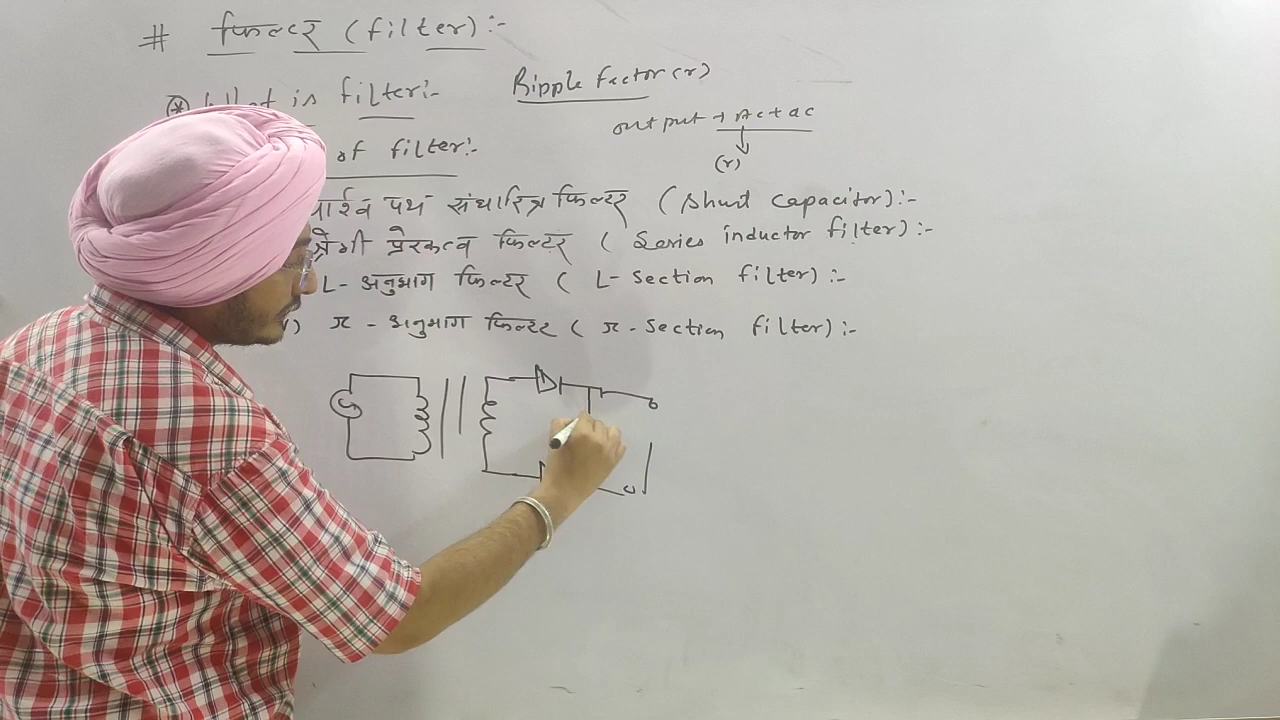 # फिल्टर (filter):-
* What is filter:-
Ripple factor (r)
output → dc + ac
(r)
of filter:-
पार्श्व पथ संधारित्र फिल्टर (shunt capacitor):-
श्रेणी प्रेरकत्व फिल्टर (Series inductor filter):-
L- अनुभाग फिल्टर (L-Section filter):-
π - अनुभाग फिल्टर (π - Section filter):-